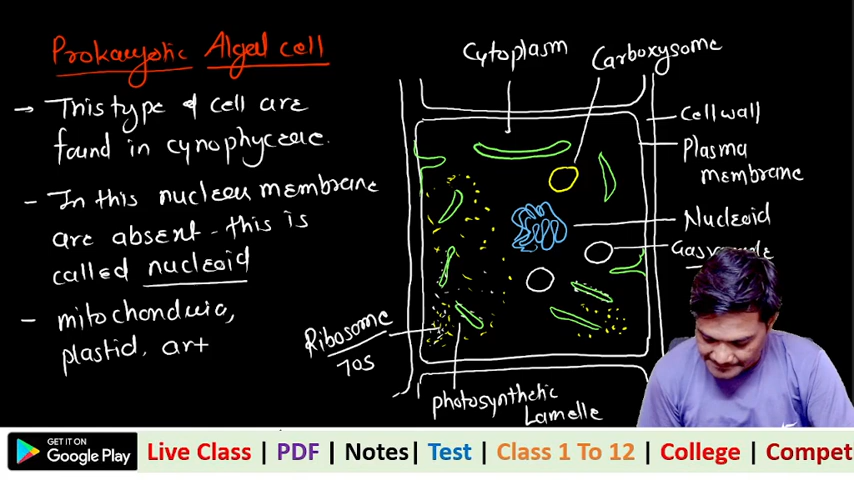 Prokaryotic Algal cell
→ This type of cell are
found in cynophyceae.
- In this nuclear membrane
are absent. this is
called nucleoid
- mitochondria,
plastid, art
Cytoplasm
Carboxysome
Cell wall
Plasma
membrane
Nucleoid
Ribosome
70S
photosynthetic
Lamelle
GET IT ON
Google Play
Live Class | PDF | Notes | Test | Class 1 To 12 | College | Compet